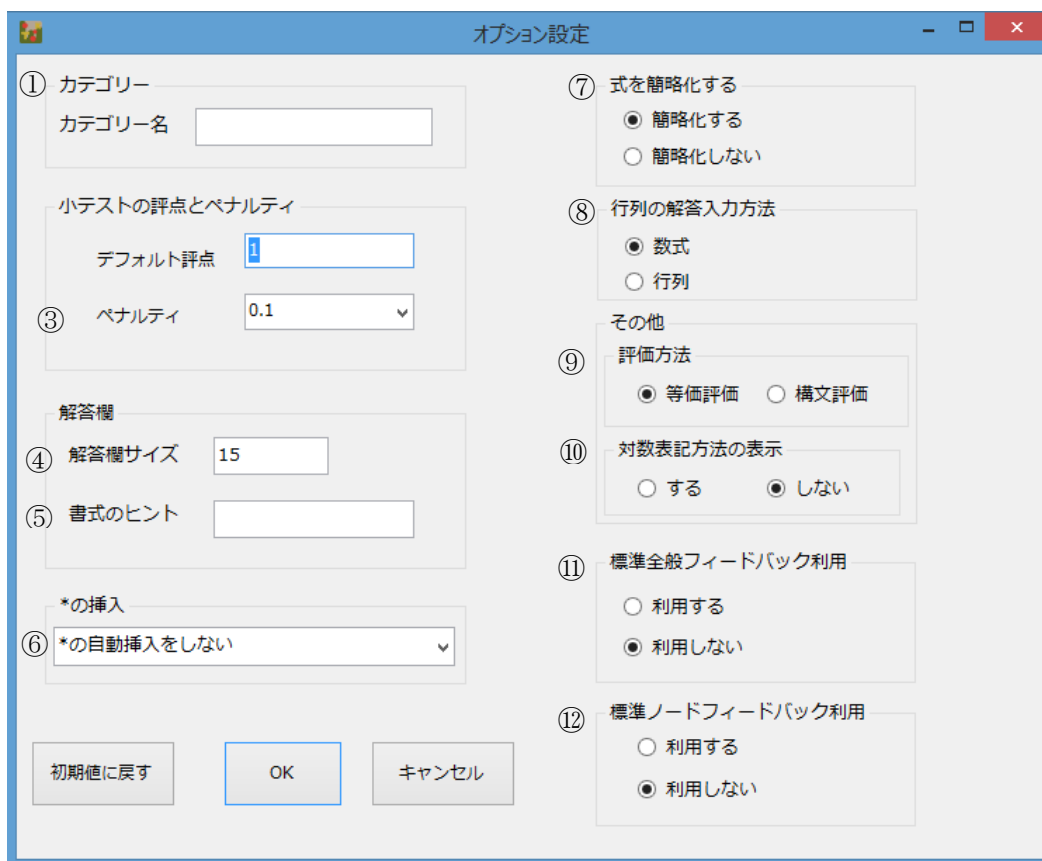 オプション設定
① カテゴリー
カテゴリー名
小テストの評点とペナルティ
デフォルト評点 1
③ ペナルティ 0.1
解答欄
④ 解答欄サイズ 15
⑤ 書式のヒント
*の挿入
⑥ *の自動挿入をしない
初期値に戻す OK キャンセル
⑦ 式を簡略化する
簡略化する
簡略化しない
⑧ 行列の解答入力方法
数式
行列
その他
⑨ 評価方法
等価評価 構文評価
⑩ 対数表記方法の表示
する しない
⑪ 標準全般フィードバック利用
利用する
利用しない
⑫ 標準ノードフィードバック利用
利用する
利用しない